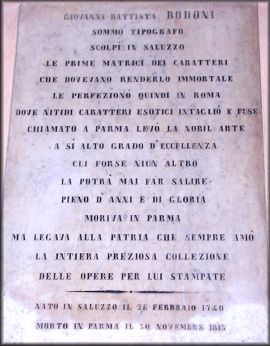 GIOVANNI BATTISTA BODONI
SOMMO TIPOGRAFO
SCOLPÌ IN SALUZZO
LE PRIME MATRICI DEI CARATTERI
CHE DOVEVANO RENDERLO IMMORTALE
LE PERFEZIONÒ QUINDI IN ROMA
DOVE NITIDI CARATTERI ESOTICI INTAGLIÒ E FUSE
CHIAMATO A PARMA LEVÒ LA NOBIL ARTE
A SÌ ALTO GRADO D'ECCELLENZA
CUI FORSE NIUN ALTRO
LA POTRÀ MAI FAR SALIRE
PIENO D'ANNI E DI GLORIA
MORIVA IN PARMA
MA LEGAVA ALLA PATRIA CHE SEMPRE AMÒ
LA INTIERA PREZIOSA COLLEZIONE
DELLE OPERE PER LUI STAMPATE
NATO IN SALUZZO IL 26 FEBBRAIO 1740
MORTO IN PARMA IL 30 NOVEMBRE 1813